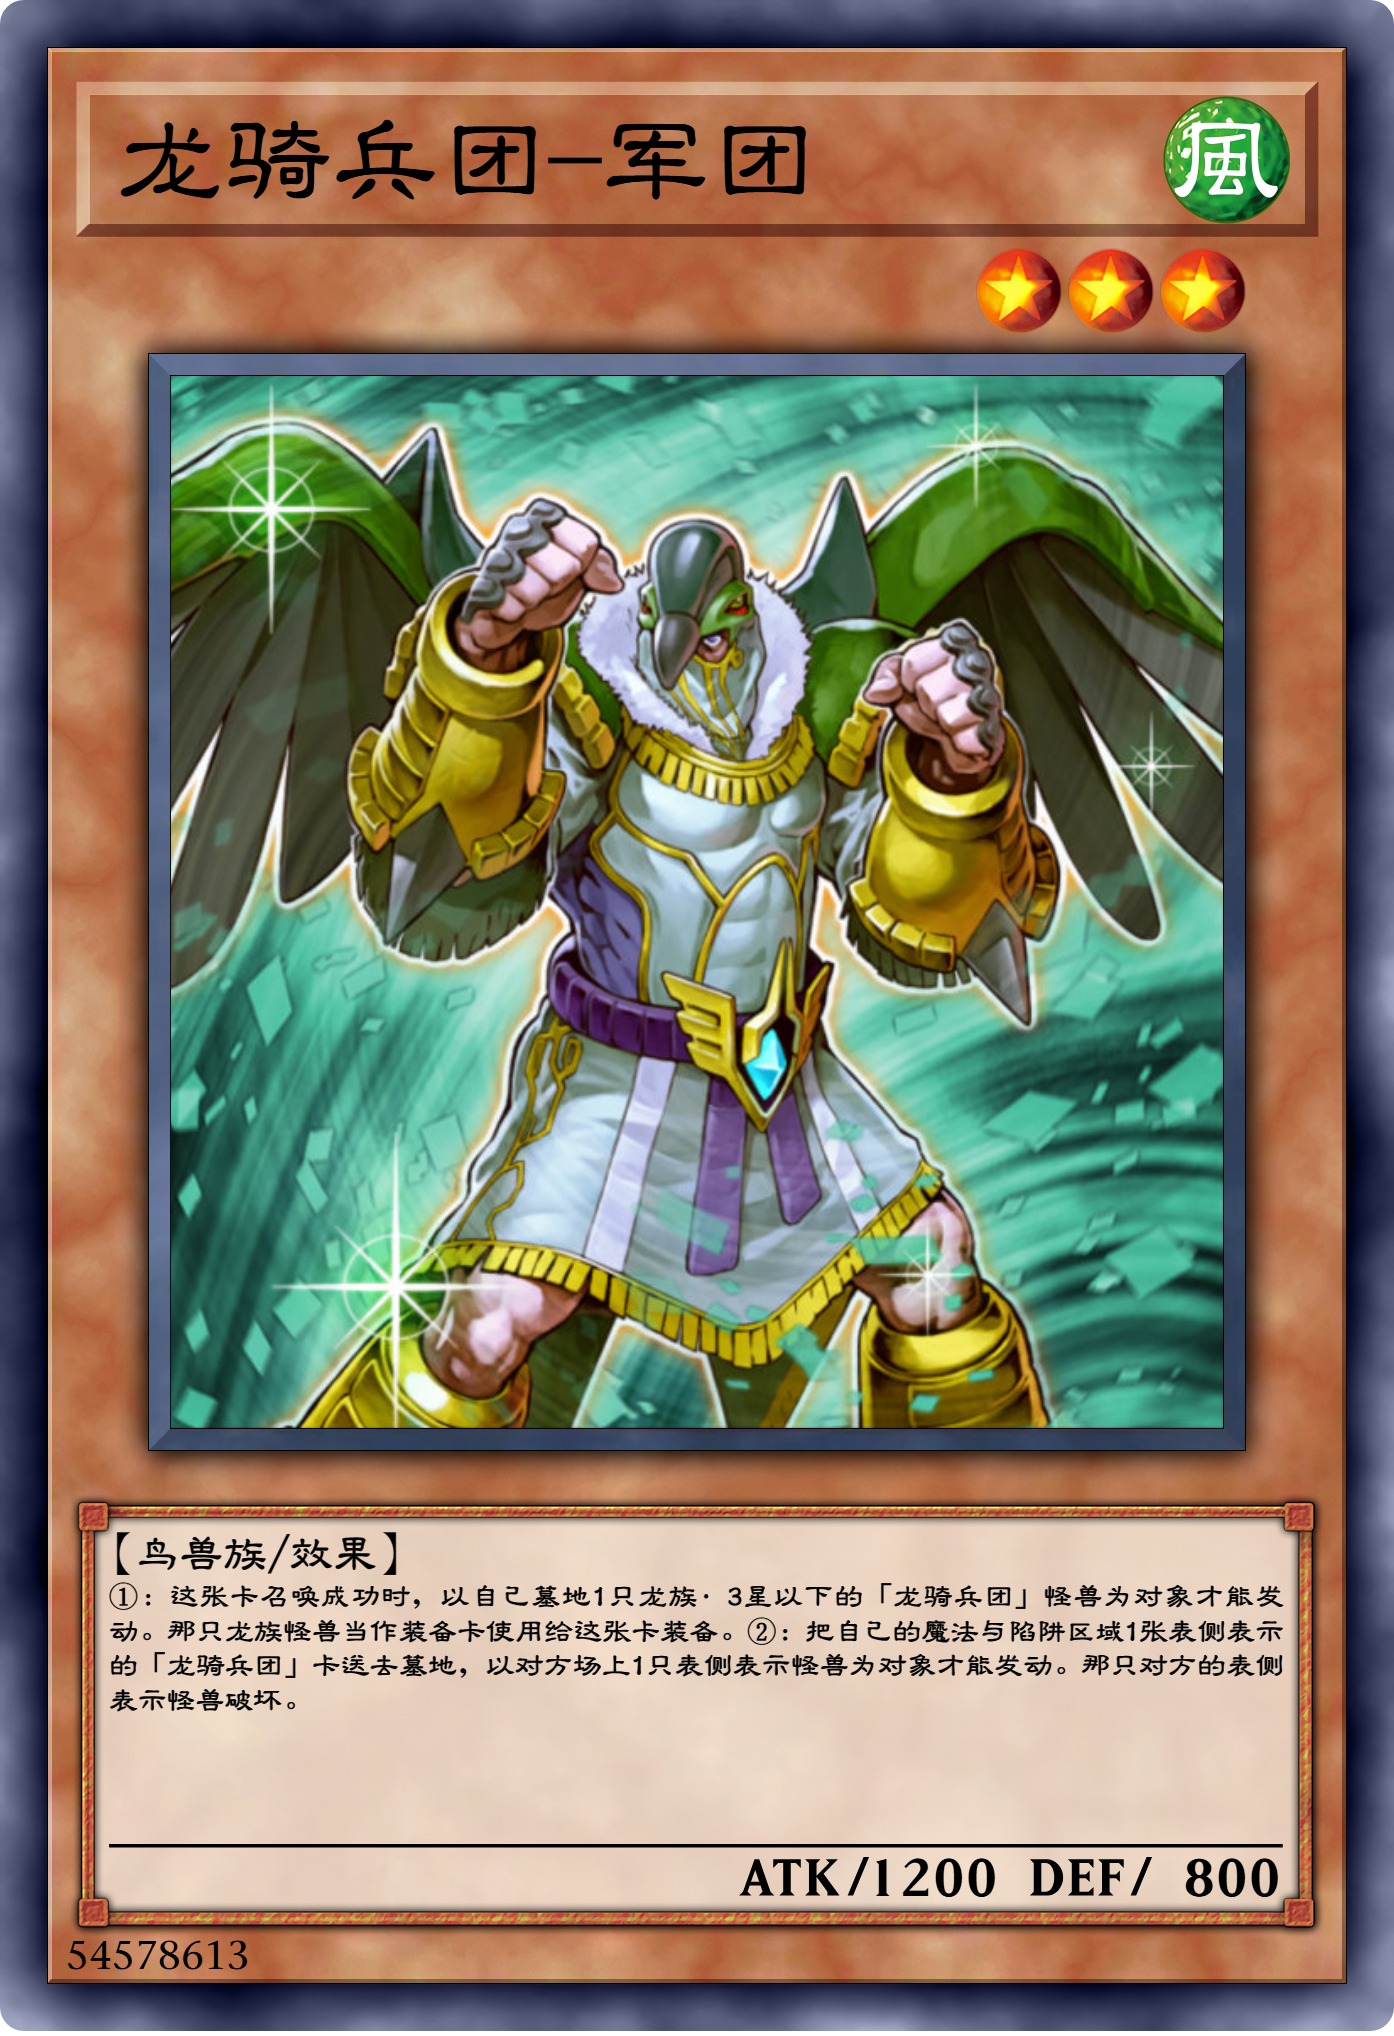 龙骑兵团-军团
風
【鸟兽族/效果】
①：这张卡召唤成功时，以自己墓地1只龙族·3星以下的「龙骑兵团」怪兽为对象才能发
动。那只龙族怪兽当作装备卡使用给这张卡装备。②：把自己的魔法与陷阱区域1张表侧表示
的「龙骑兵团」卡送去墓地，以对方场上1只表侧表示怪兽为对象才能发动。那只对方的表侧
表示怪兽破坏。
ATK/1200 DEF/ 800
54578613